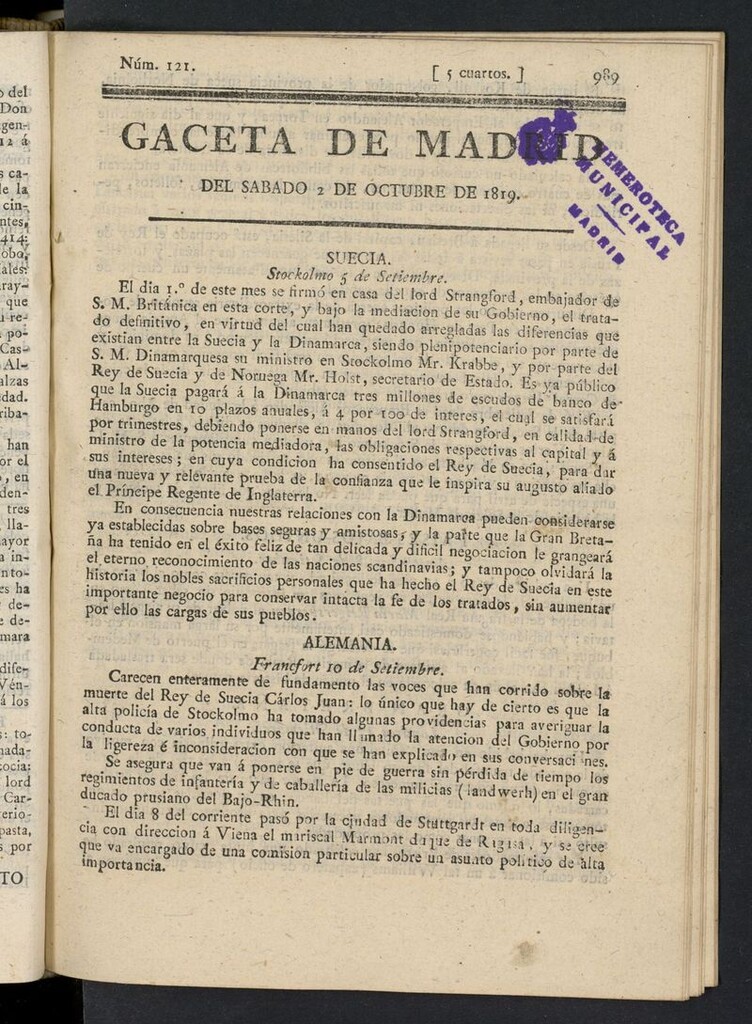 Núm. 121.
[ 5 cuartos. ]
989
GACETA DE MADRID
DEL SABADO 2 DE OCTUBRE DE 1819.
HEMEROTECA
MUNICIPAL
MADRID
SUECIA.
Stockolmo 5 de Setiembre.
El dia 1.º de este mes se firmó en casa del lord Strangford, embajador de
S. M. Británica en esta corte, y bajo la mediacion de su Gobierno, el trata-
do definitivo, en virtud del cual han quedado arregladas las diferencias que
existian entre la Suecia y la Dinamarca, siendo plenipotenciario por parte de
S. M. Dinamarquesa su ministro en Stockolmo Mr. Krabbe, y por parte del
Rey de Suecia y de Noruega Mr. Holst, secretario de Estado. Es ya público
que la Suecia pagará á la Dinamarca tres millones de escudos de banco de
Hamburgo en 10 plazos anuales, á 4 por 100 de interes, el cual se satisfará
por trimestres, debiendo ponerse en manos del lord Strangford, en calidad de
ministro de la potencia mediadora, las obligaciones respectivas al capital y á
sus intereses; en cuya condicion ha consentido el Rey de Suecia, para dar
una nueva y relevante prueba de la confianza que le inspira su augusto aliado
el Príncipe Regente de Inglaterra.
En consecuencia nuestras relaciones con la Dinamarca pueden considerarse
ya establecidas sobre bases seguras y amistosas, y la parte que la Gran Breta-
ña ha tenido en el éxito feliz de tan delicada y dificil negociacion le grangeará
el eterno reconocimiento de las naciones scandinavias; y tampoco olvidará la
historia los nobles sacrificios personales que ha hecho el Rey de Suecia en este
importante negocio para conservar intacta la fe de los tratados, sin aumentar
por ello las cargas de sus pueblos.
ALEMANIA.
Francfort 10 de Setiembre.
Carecen enteramente de fundamento las voces que han corrido sobre la
muerte del Rey de Suecia Cárlos Juan: lo único que hay de cierto es que la
alta policía de Stockolmo ha tomado algunas providencias para averiguar la
conducta de varios individuos que han llamado la atencion del Gobierno por
la ligereza é inconsideracion con que se han explicado en sus conversaciones.
Se asegura que van á ponerse en pie de guerra sin pérdida de tiempo los
regimientos de infantería y de caballería de las milicias (landwerh) en el gran
ducado prusiano del Bajo-Rhin.
El dia 8 del corriente pasó por la ciudad de Stuttgardt en toda diligen-
cia con direccion á Viena el mariscal Marmont duque de Ragusa, y se cree
que va encargado de una comision particular sobre un asunto político de alta
importancia.